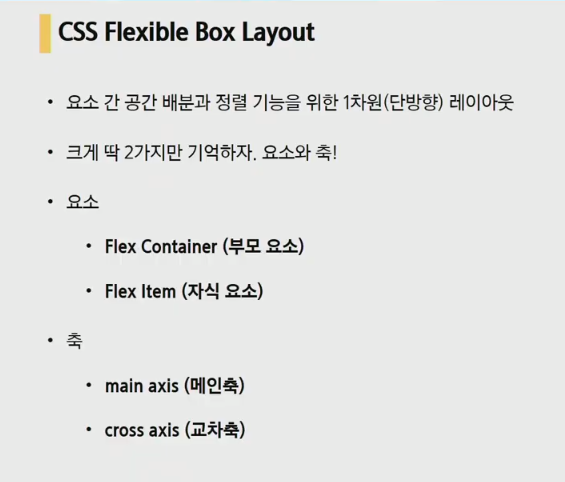 CSS Flexible Box Layout
• 요소 간 공간 배분과 정렬 기능을 위한 1차원(단방향) 레이아웃
• 크게 딱 2가지만 기억하자. 요소와 축!
• 요소
• Flex Container (부모 요소)
• Flex Item (자식 요소)
• 축
• main axis (메인축)
• cross axis (교차축)